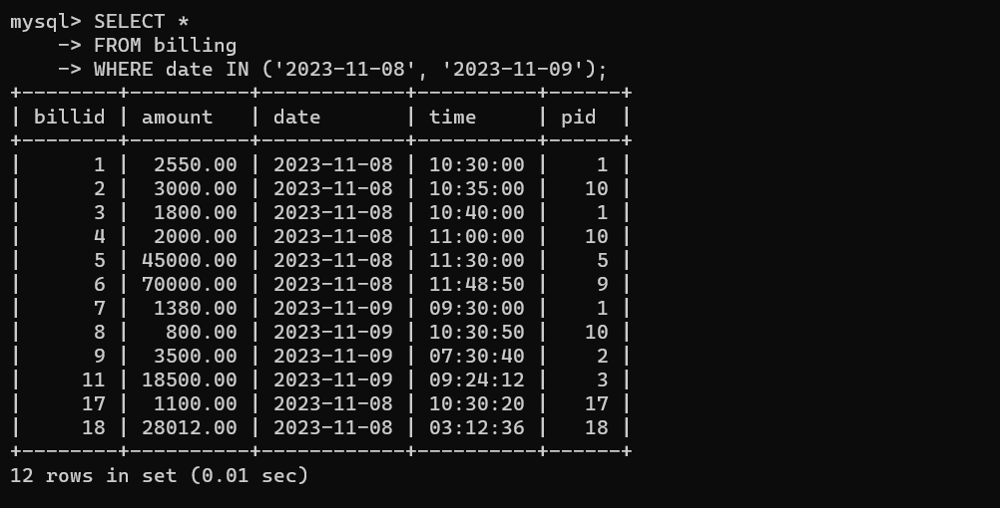 mysql> SELECT *
    -> FROM billing
    -> WHERE date IN ('2023-11-08', '2023-11-09');
+--------+----------+------------+----------+------+
| billid | amount   | date       | time     | pid  |
+--------+----------+------------+----------+------+
|      1 |  2550.00 | 2023-11-08 | 10:30:00 |    1 |
|      2 |  3000.00 | 2023-11-08 | 10:35:00 |   10 |
|      3 |  1800.00 | 2023-11-08 | 10:40:00 |    1 |
|      4 |  2000.00 | 2023-11-08 | 11:00:00 |   10 |
|      5 | 45000.00 | 2023-11-08 | 11:30:00 |    5 |
|      6 | 70000.00 | 2023-11-08 | 11:48:50 |    9 |
|      7 |  1380.00 | 2023-11-09 | 09:30:00 |    1 |
|      8 |   800.00 | 2023-11-09 | 10:30:50 |   10 |
|      9 |  3500.00 | 2023-11-09 | 07:30:40 |    2 |
|     11 | 18500.00 | 2023-11-09 | 09:24:12 |    3 |
|     17 |  1100.00 | 2023-11-08 | 10:30:20 |   17 |
|     18 | 28012.00 | 2023-11-08 | 03:12:36 |   18 |
+--------+----------+------------+----------+------+
12 rows in set (0.01 sec)